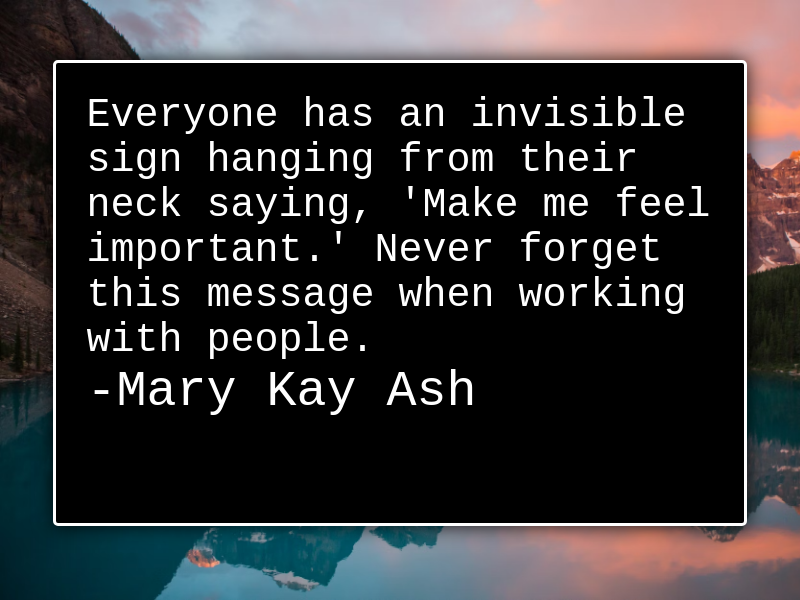 Everyone has an invisible
sign hanging from their
neck saying, 'Make me feel
important.' Never forget
this message when working
with people.
-Mary Kay Ash